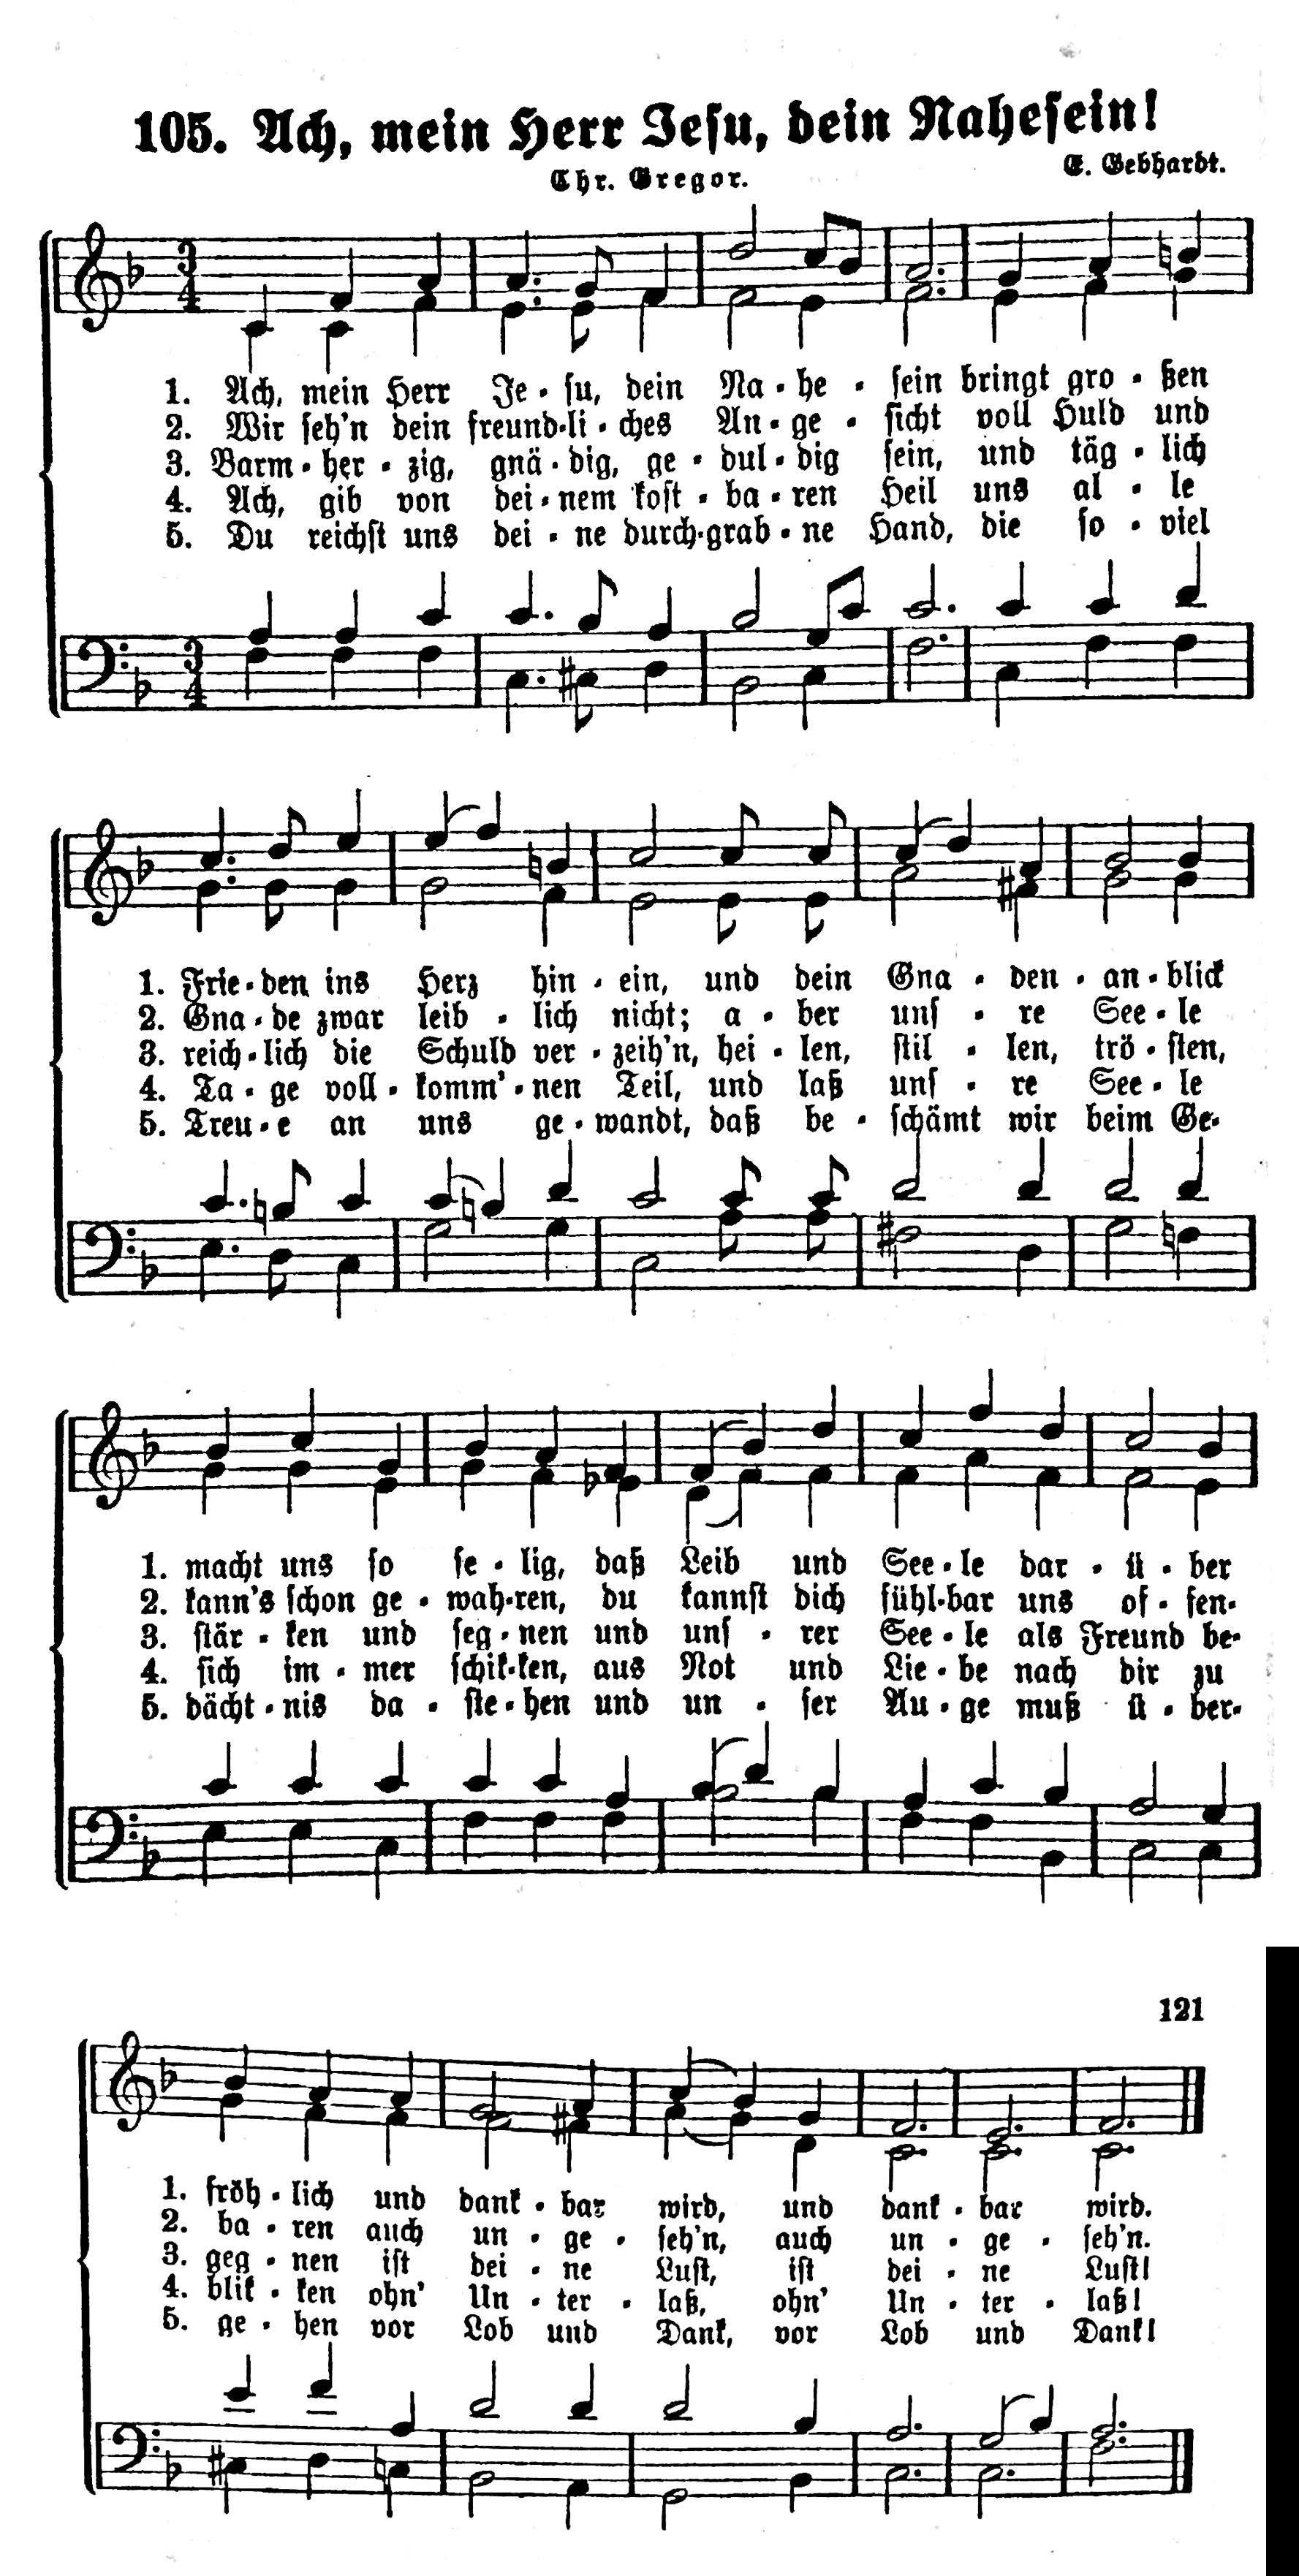 105. Ach, mein Herr Jesu, dein Nahesein!
Chr. Gregor.
E. Gebhardt.
3/4
1. Ach, mein Herr Je - su, dein Na - he - sein bringt gro - ßen
2. Wir seh'n dein freund-li - ches An - ge - sicht voll Huld und
3. Barm - her - zig, gnä - dig, ge - dul - dig sein, und täg - lich
4. Ach, gib von dei - nem kost - ba - ren Heil uns al - le
5. Du reichst uns dei - ne durch-grab - ne Hand, die so - viel
3/4
1. Frie - den ins Herz hin - ein, und dein Gna - den - an - blick
2. Gna - de zwar leib - lich nicht; a - ber uns - re See - le
3. reich - lich die Schuld ver - zeih'n, hei - len, stil - len, trö - sten,
4. Ta - ge voll - komm' - nen Teil, und laß uns - re See - le
5. Treu - e an uns ge - wandt, daß be - schämt wir beim Ge-
1. macht uns so se - lig, daß Leib und See - le dar - ü - ber
2. kann's schon ge - wah-ren, du kannst dich fühl-bar uns of - fen-
3. stär - ken und seg - nen und uns - rer See - le als Freund be-
4. sich im - mer schik-ken, aus Not und Lie - be nach dir zu
5. dächt - nis da - ste - hen und un - ser Au - ge muß ü - ber-
121
1. fröh - lich und dank - bar wird, und dank - bar wird.
2. ba - ren auch un - ge - seh'n, auch un - ge - seh'n.
3. geg - nen ist dei - ne Lust, ist dei - ne Lust!
4. blik - ken ohn' Un - ter - laß, ohn' Un - ter - laß!
5. ge - hen vor Lob und Dank, vor Lob und Dank!